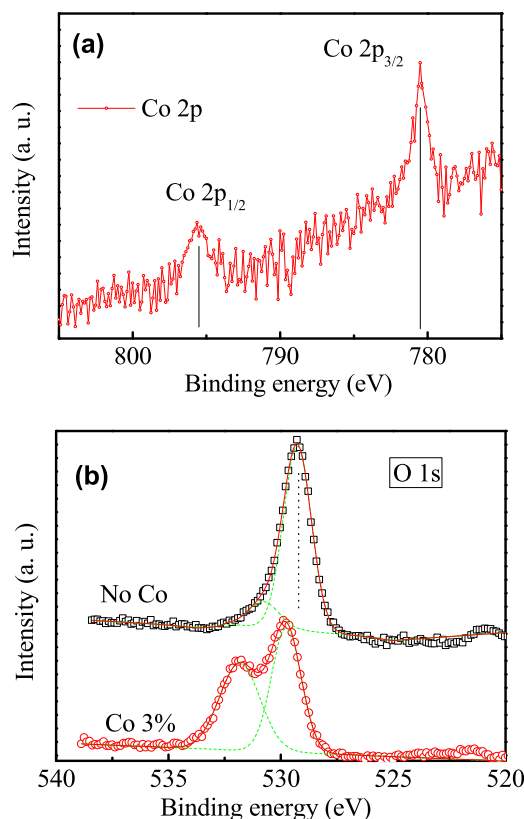 (a)
Co 2p3/2
Co 2p
Co 2p1/2
Intensity (a. u.)
800 790 780
Binding energy (eV)
(b)
O 1s
No Co
Intensity (a. u.)
Co 3%
540 535 530 525 520
Binding energy (eV)